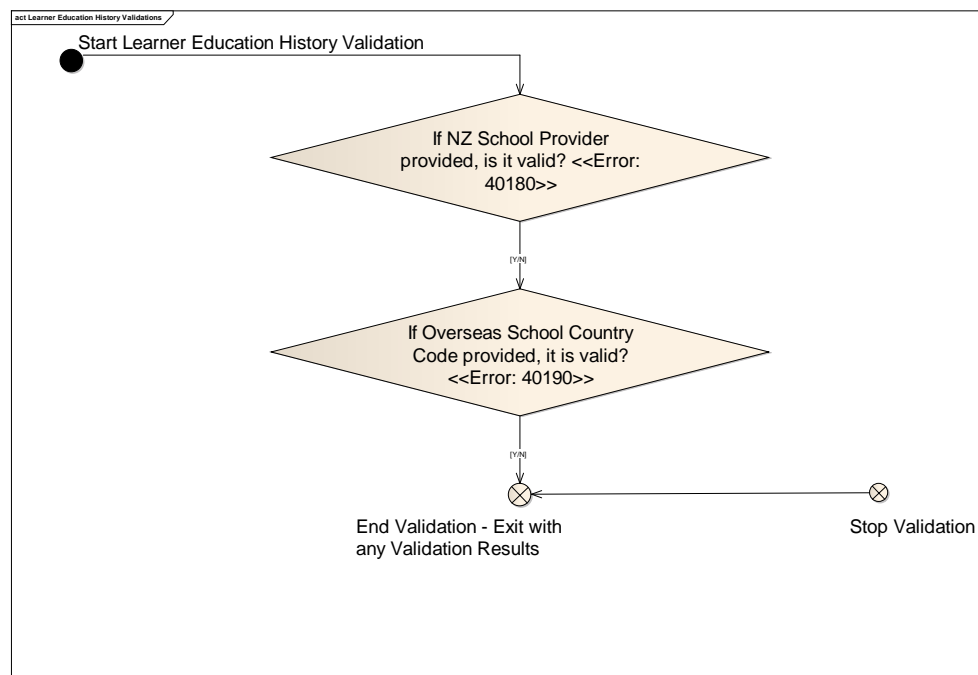 act Learner Education History Validations
Start Learner Education History Validation
If NZ School Provider
provided, is it valid? <<Error:
40180>>
[Y/N]
If Overseas School Country
Code provided, it is valid?
<<Error: 40190>>
[Y/N]
End Validation - Exit with
any Validation Results
Stop Validation